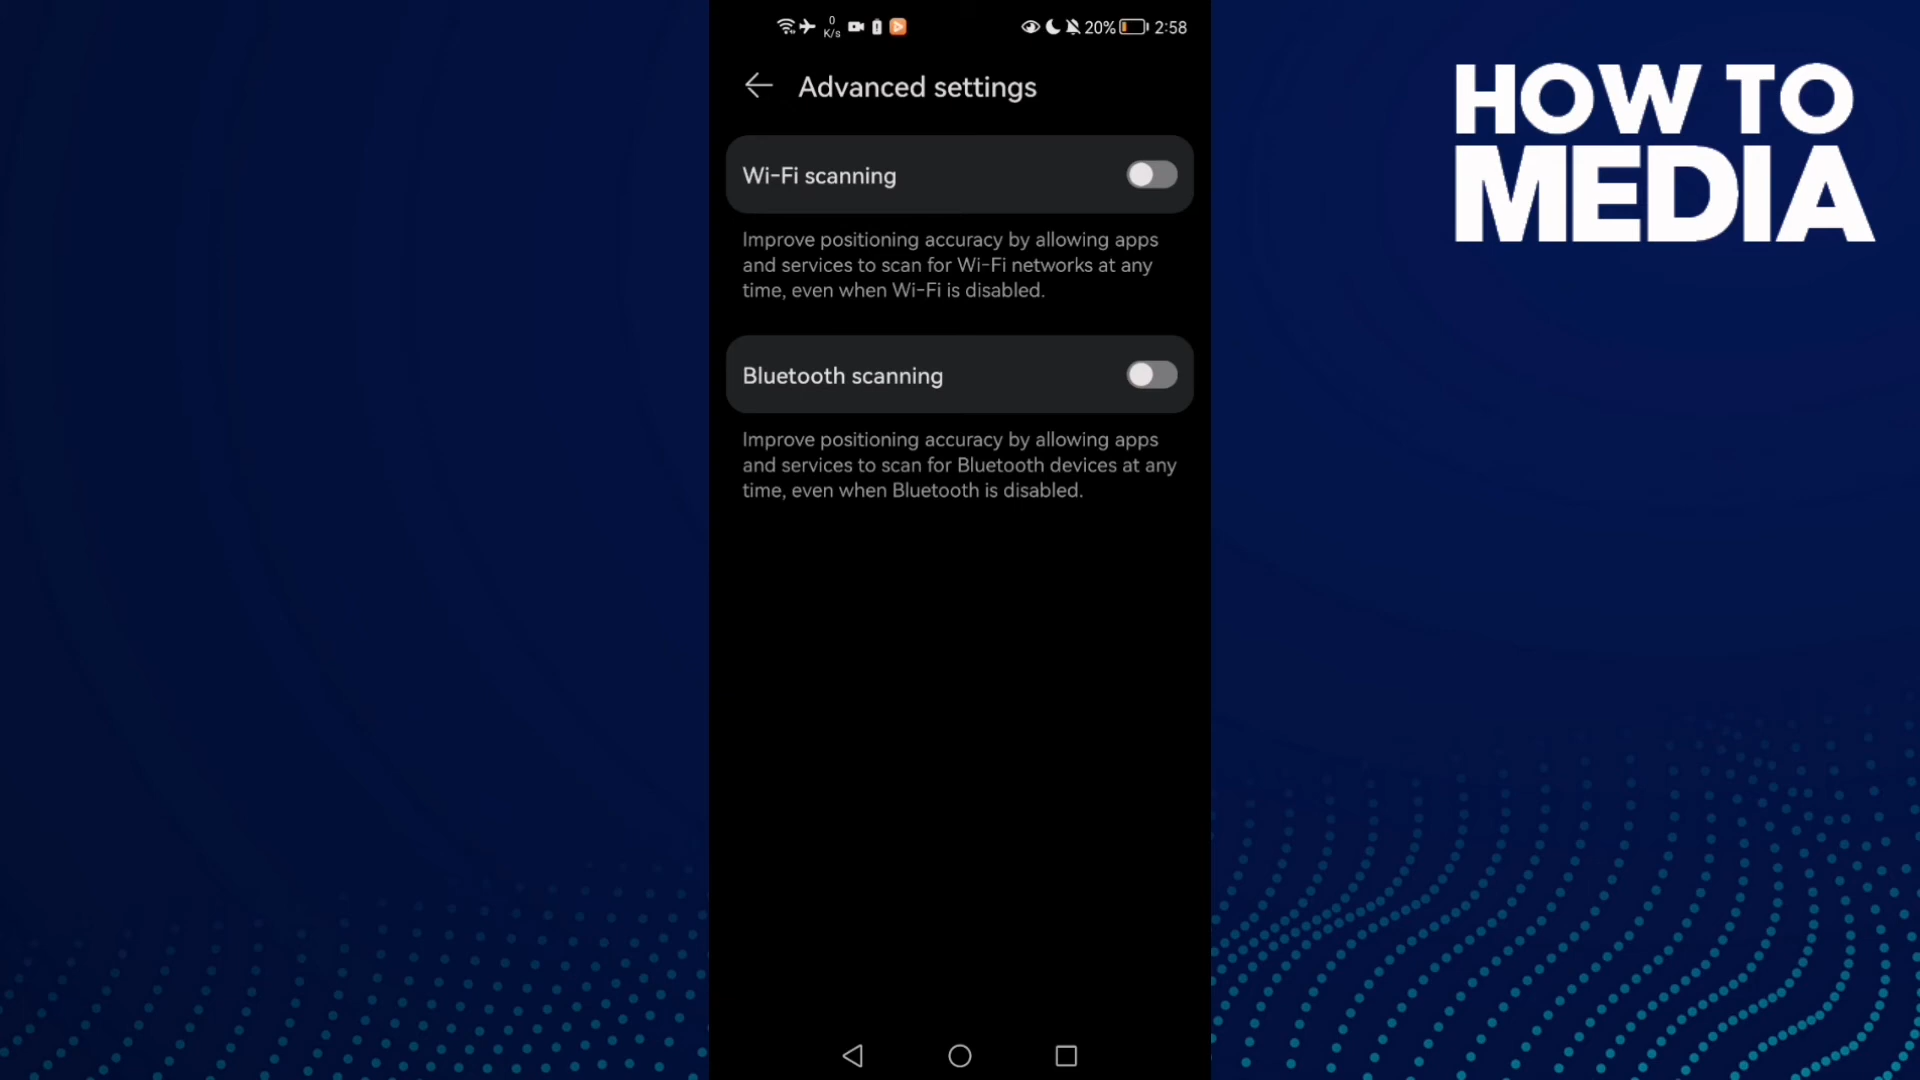 0
K/s
20%
2:58
Advanced settings
Wi-Fi scanning
Improve positioning accuracy by allowing apps
and services to scan for Wi-Fi networks at any
time, even when Wi-Fi is disabled.
Bluetooth scanning
Improve positioning accuracy by allowing apps
and services to scan for Bluetooth devices at any
time, even when Bluetooth is disabled.
HOW TO
MEDIA